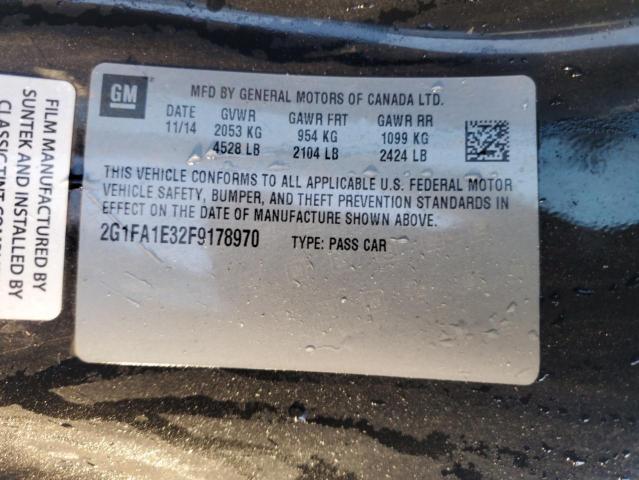 FILM MANUFACTURED BY
SUNTEK AND INSTALLED BY
GM
MFD BY GENERAL MOTORS OF CANADA LTD.
DATE GVWR GAWR FRT GAWR RR
11/14 2053 KG 954 KG 1099 KG
4528 LB 2104 LB 2424 LB
THIS VEHICLE CONFORMS TO ALL APPLICABLE U.S. FEDERAL MOTOR
VEHICLE SAFETY, BUMPER, AND THEFT PREVENTION STANDARDS IN
EFFECT ON THE DATE OF MANUFACTURE SHOWN ABOVE.
2G1FA1E32F9178970 TYPE: PASS CAR